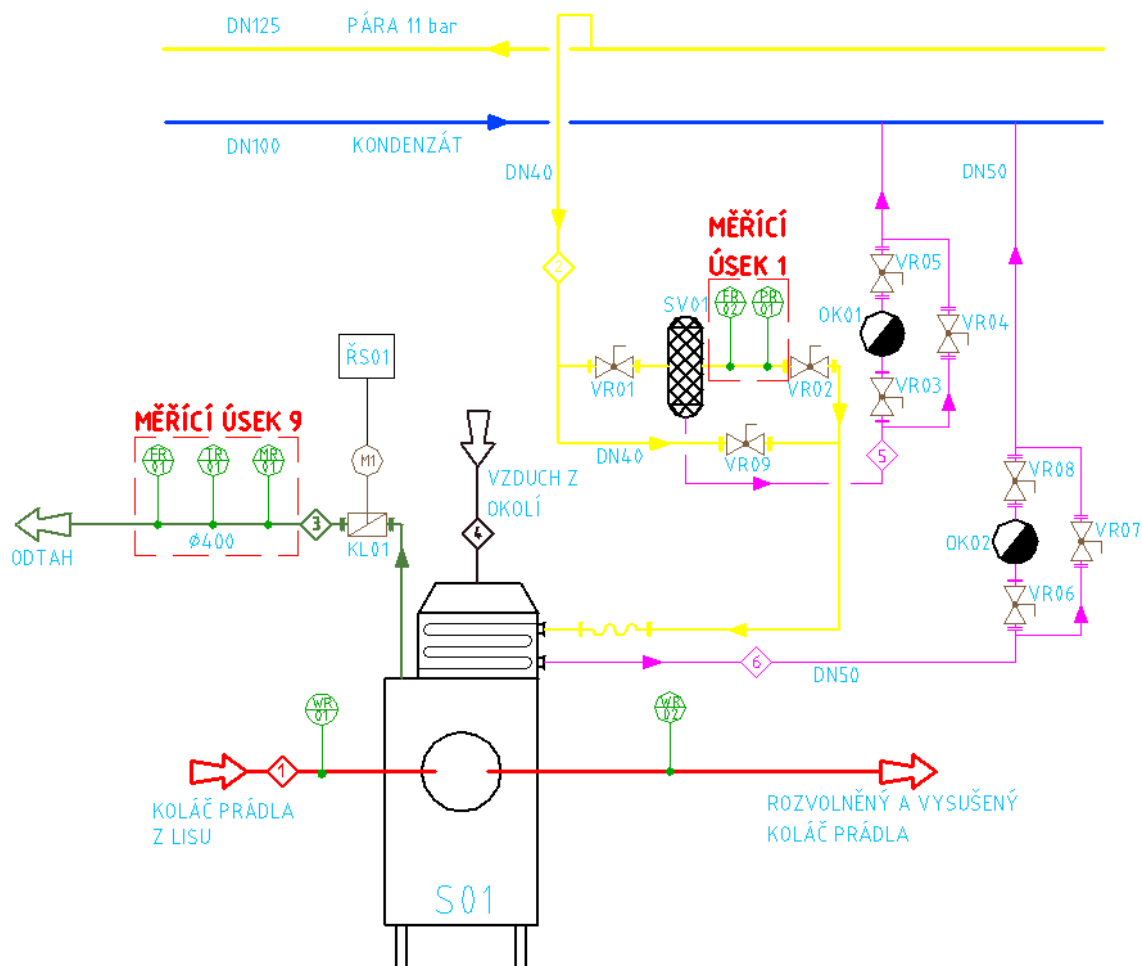 DN125 PÁRA 11 bar
DN100 KONDENZÁT
DN40
DN50
MĚŘÍCÍ
ÚSEK 1
2
SV01
FR
02
PR
01
VR01
VR02
OK01
VR05
VR04
VR03
5
DN40
VR09
ŘS01
M1
KL01
MĚŘÍCÍ ÚSEK 9
FR
01
TR
01
MR
01
3
ø400
ODTAH
VZDUCH Z
OKOLÍ
4
VR08
OK02
VR07
VR06
6
DN50
WR
01
WR
02
1
KOLÁČ PRÁDLA
Z LISU
ROZVOLNĚNÝ A VYSUŠENÝ
KOLÁČ PRÁDLA
S01